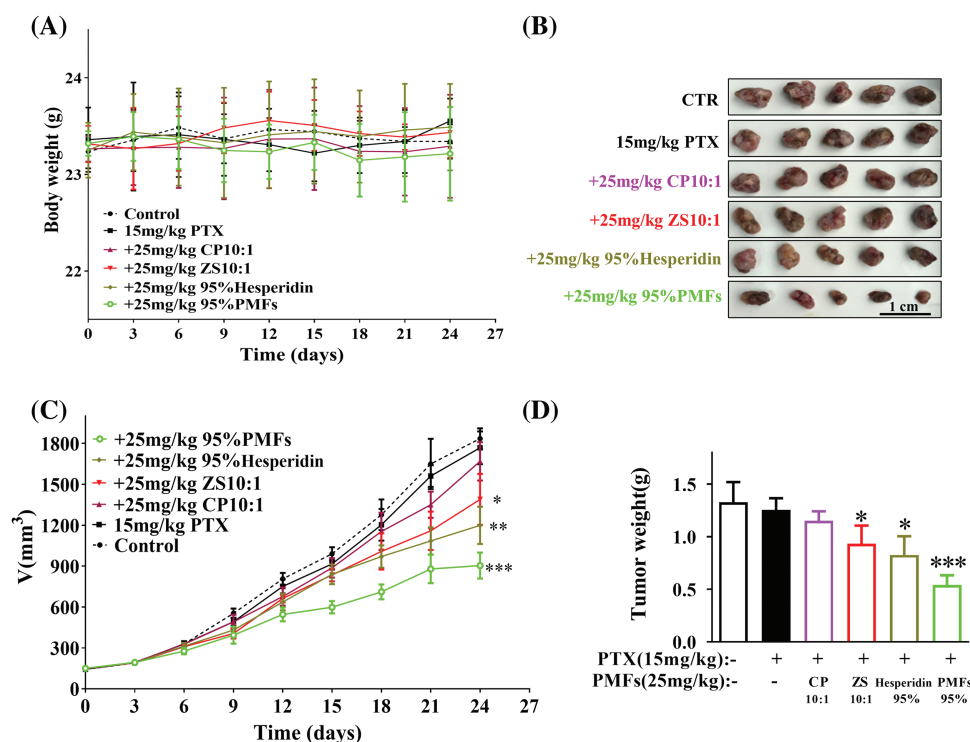 (A)
24
23
22
Body weight (g)
Control
15mg/kg PTX
+25mg/kg CP10:1
+25mg/kg ZS10:1
+25mg/kg 95%Hesperidin
+25mg/kg 95%PMFs
0 3 6 9 12 15 18 21 24 27
Time (days)
(B)
CTR
15mg/kg PTX
+25mg/kg CP10:1
+25mg/kg ZS10:1
+25mg/kg 95%Hesperidin
+25mg/kg 95%PMFs
1 cm
(C)
1800
1500
1200
900
600
300
0
V(mm³)
+25mg/kg 95%PMFs
+25mg/kg 95%Hesperidin
+25mg/kg ZS10:1
+25mg/kg CP10:1
15mg/kg PTX
Control
*
**
***
0 3 6 9 12 15 18 21 24 27
Time (days)
(D)
1.5
1.0
0.5
0.0
Tumor weight(g)
* * ***
PTX(15mg/kg):- + + + + +
PMFs(25mg/kg):- - CP ZS Hesperidin PMFs
10:1 10:1 95% 95%